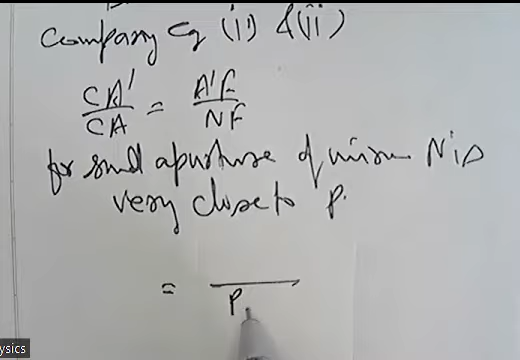 Comparing Eq (i) & (ii)
CA'/CA = A'F/NF
for small aperture of mirror N is
very close to P.
= /P
ysics